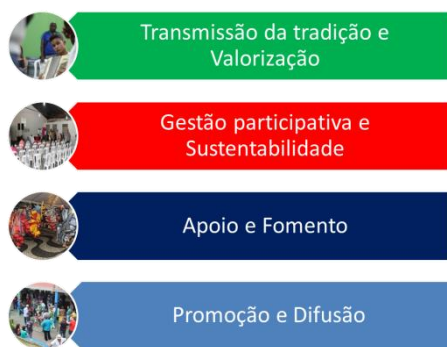 Transmissão da tradição e
Valorização
Gestão participativa e
Sustentabilidade
Apoio e Fomento
Promoção e Difusão